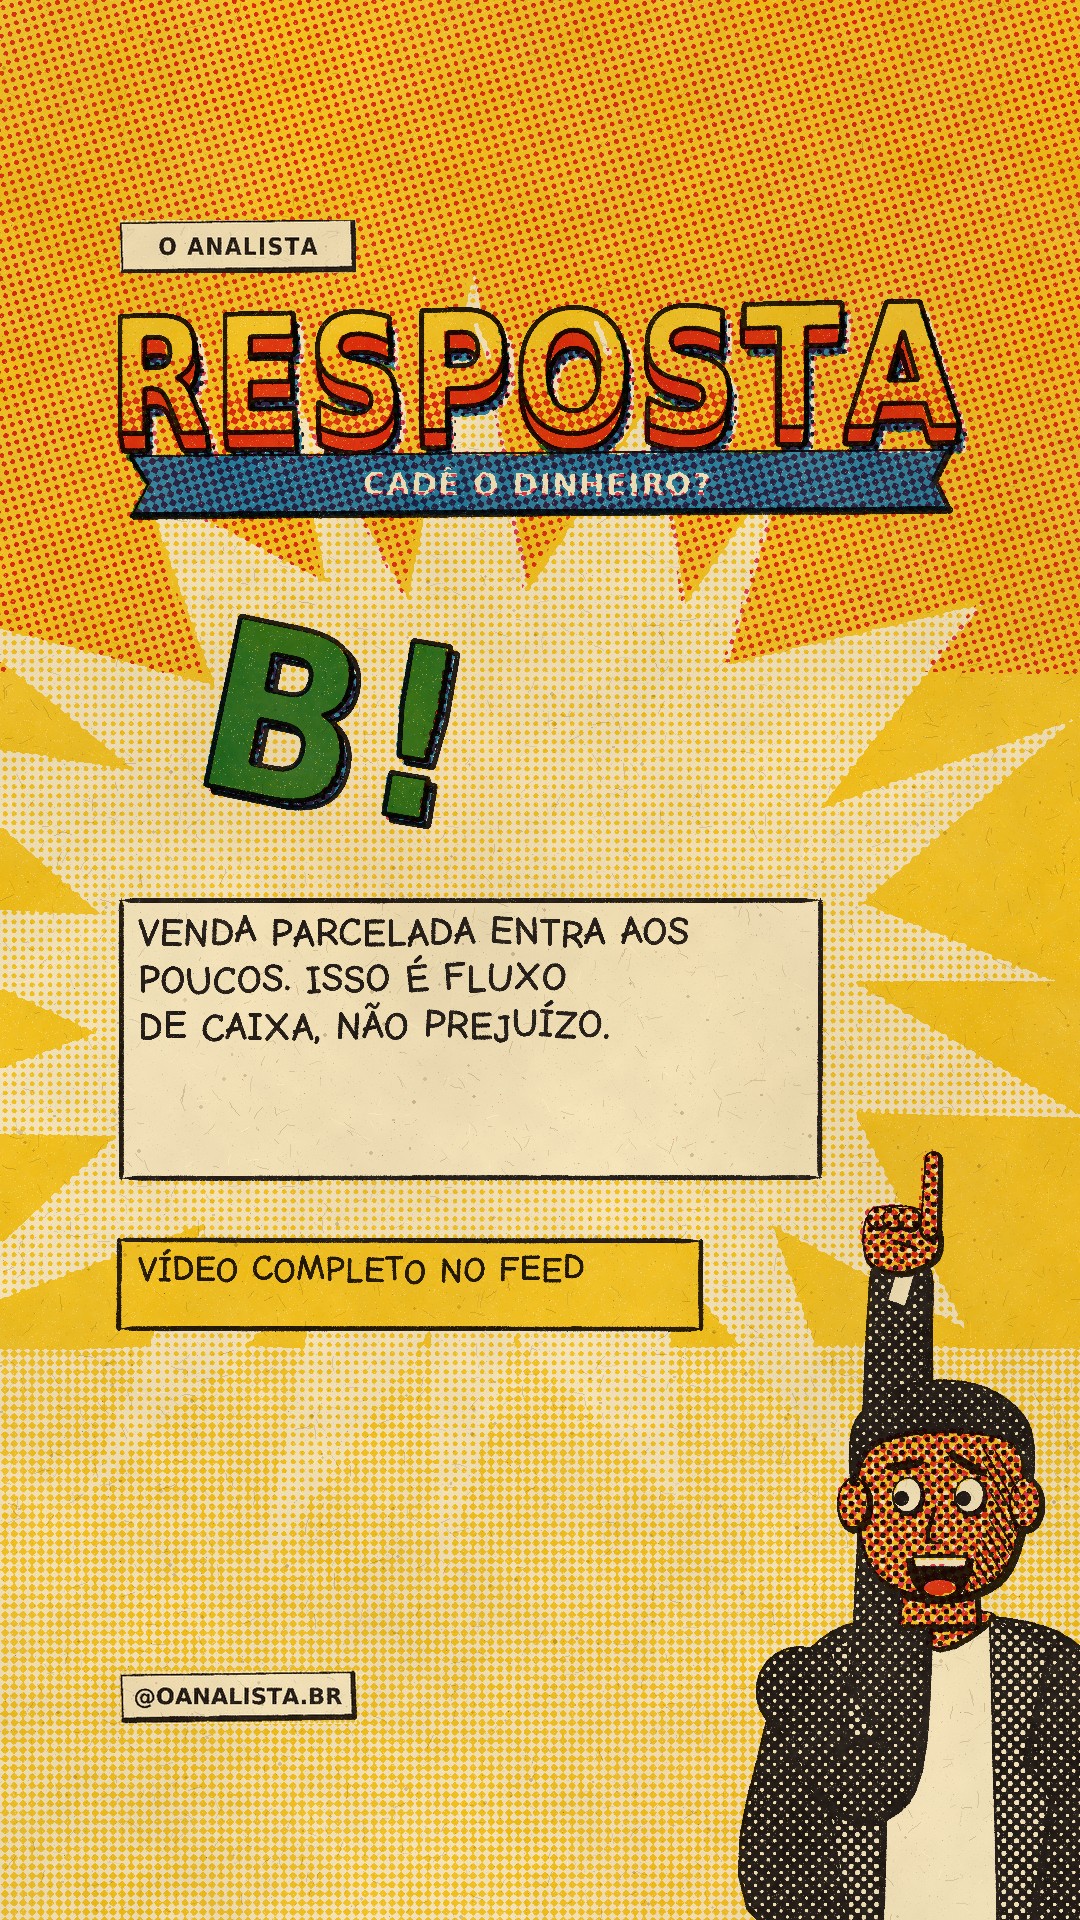 O ANALISTA
RESPOSTA
CADÊ O DINHEIRO?
B!
VENDA PARCELADA ENTRA AOS
POUCOS. ISSO É FLUXO
DE CAIXA, NÃO PREJUÍZO.
VÍDEO COMPLETO NO FEED
@OANALISTA.BR